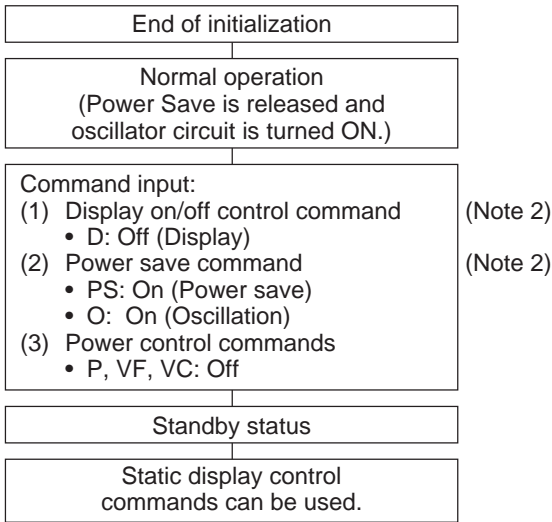 End of initialization
Normal operation
(Power Save is released and
oscillator circuit is turned ON.)
Command input:
(1) Display on/off control command (Note 2)
• D: Off (Display)
(2) Power save command (Note 2)
• PS: On (Power save)
• O: On (Oscillation)
(3) Power control commands
• P, VF, VC: Off
Standby status
Static display control
commands can be used.